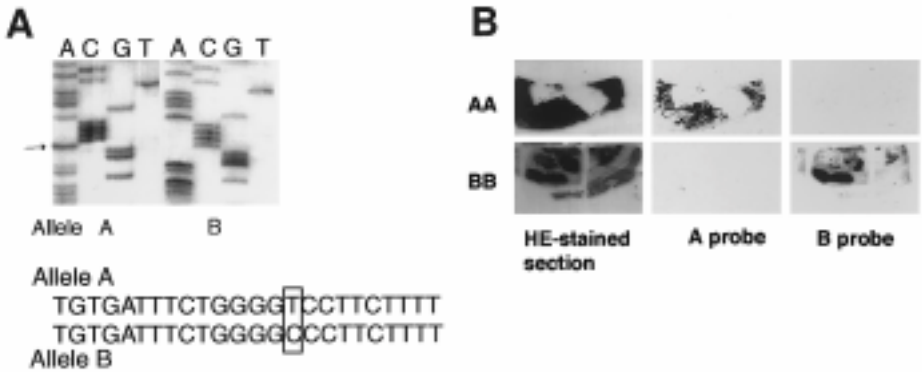 A
A C G T A C G T
Allele A B
Allele A
TGTGATTTCTGGGGTCCTTCTTTT
TGTGATTTCTGGGGCCCTTCTTTT
Allele B
B
AA
BB
HE-stained section
A probe
B probe